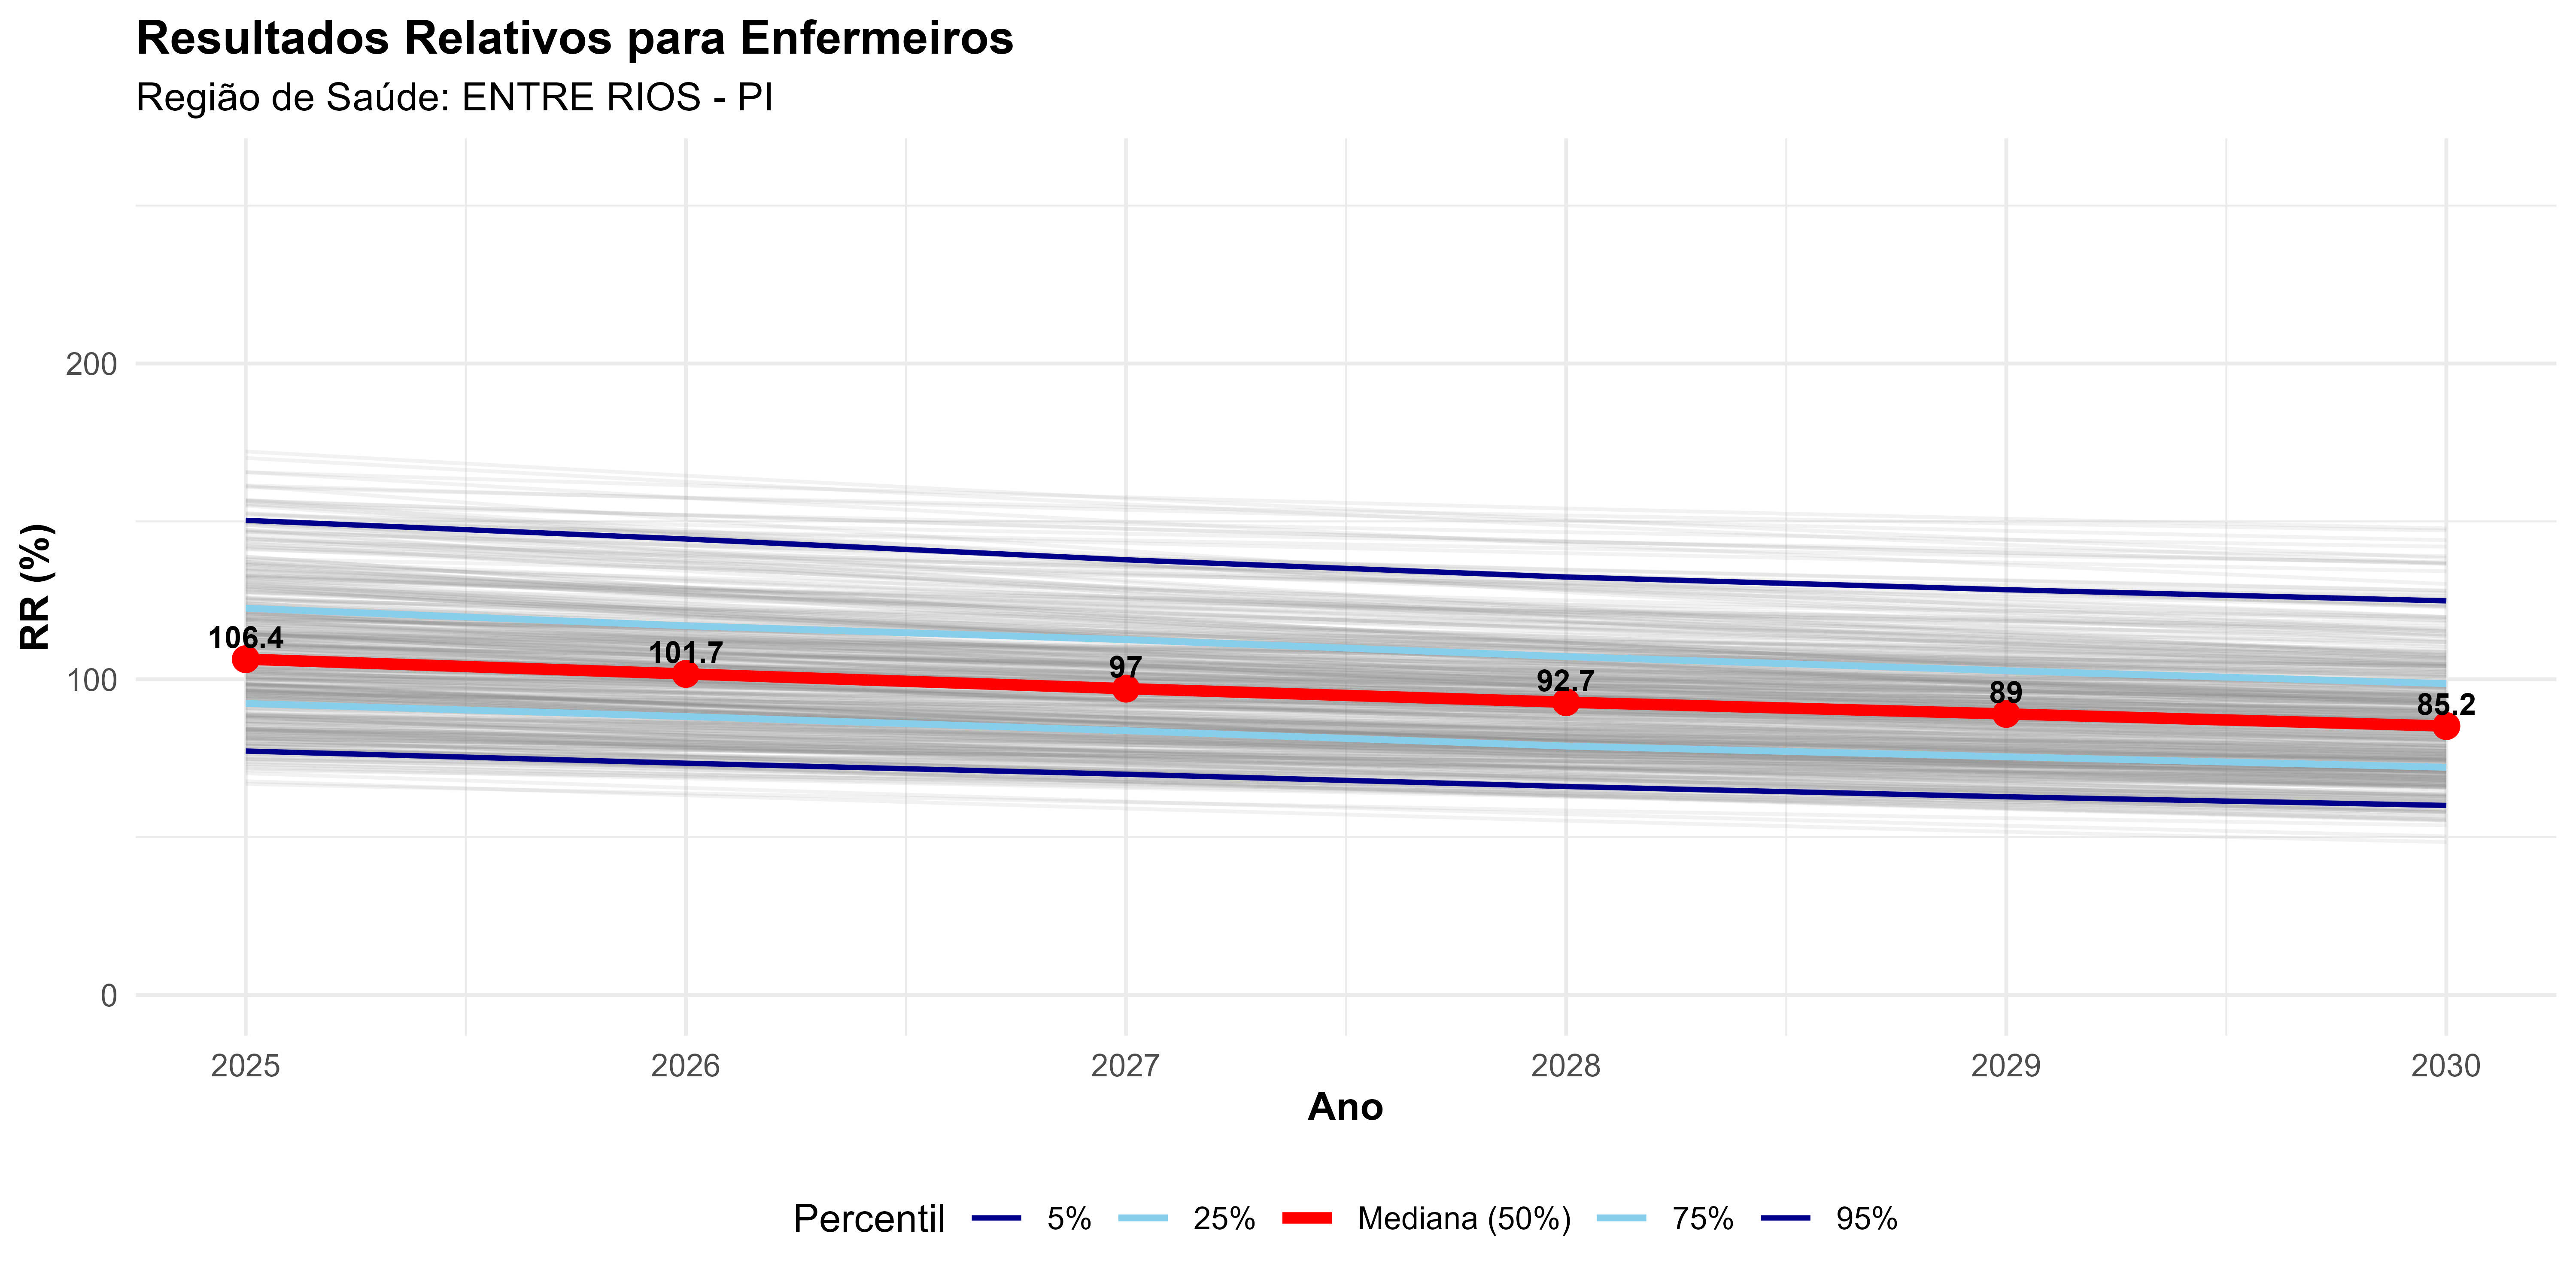 Resultados Relativos para Enfermeiros
Região de Saúde: ENTRE RIOS - PI
RR (%)
200
100
0
106.4
101.7
97
92.7
89
85.2
2025 2026 2027 2028 2029 2030
Ano
Percentil 5% 25% Mediana (50%) 75% 95%